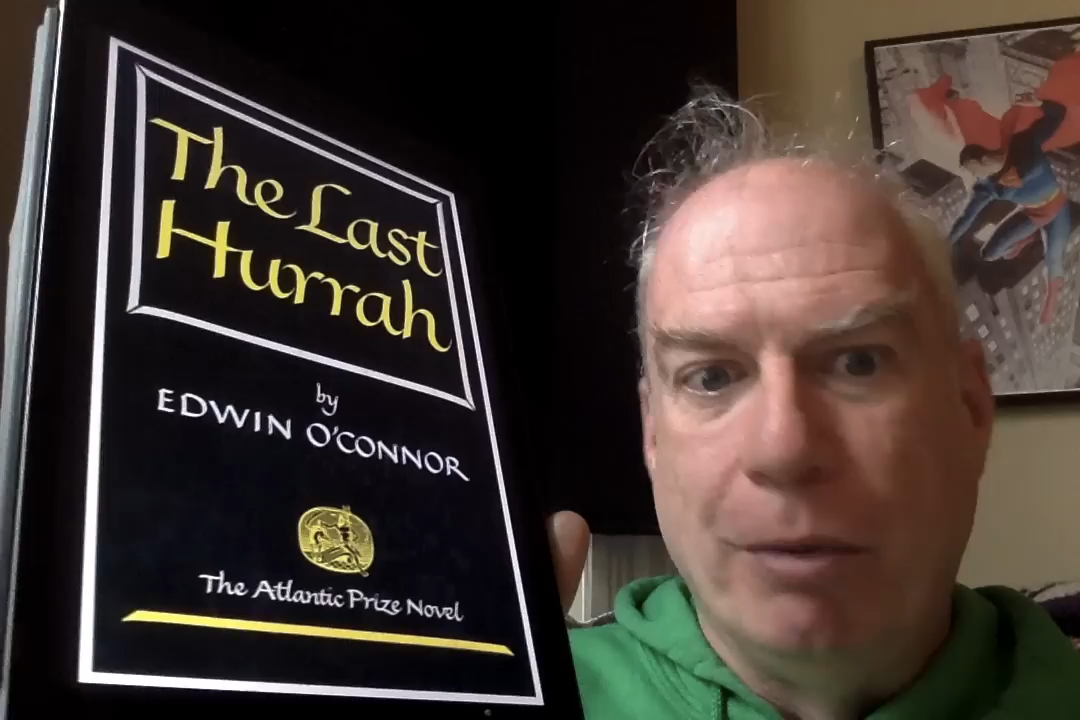 The Last
Hurrah
by
EDWIN O'CONNOR
The Atlantic Prize Novel